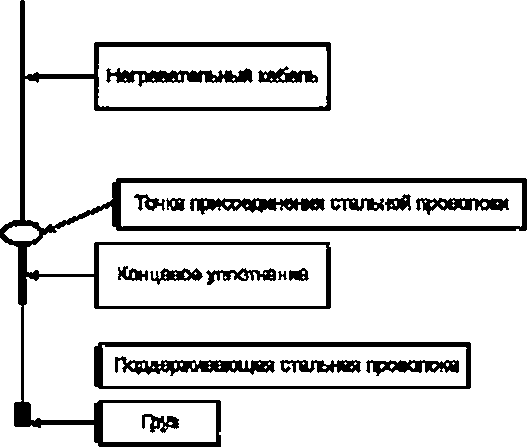 Нагревательный кабель
Точка присоединения стальной проволоки
Концевое уплотнение
Поддерживающая стальная проволока
Груз